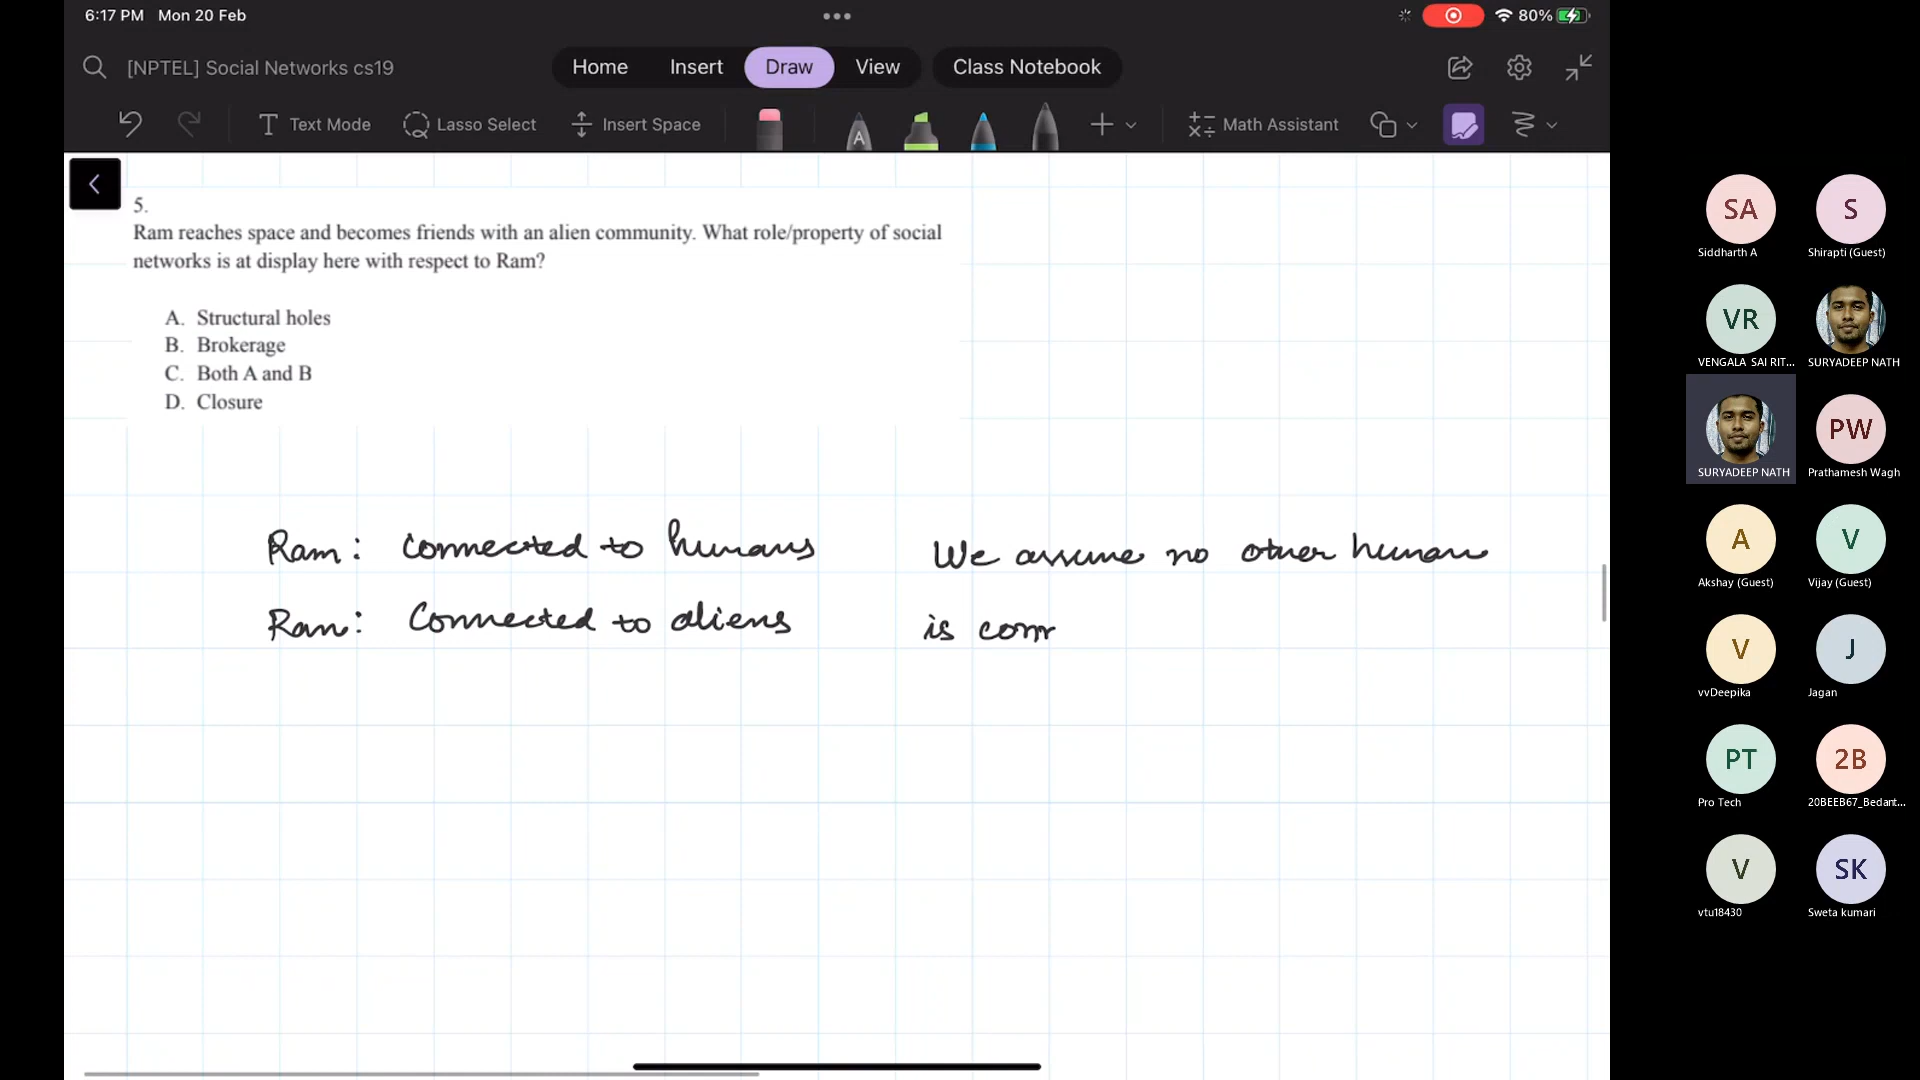 6:17 PM Mon 20 Feb
80%
[NPTEL] Social Networks cs19
Home Insert Draw View Class Notebook
Text Mode Lasso Select Insert Space A Math Assistant
5.
Ram reaches space and becomes friends with an alien community. What role/property of social
networks is at display here with respect to Ram?
A. Structural holes
B. Brokerage
C. Both A and B
D. Closure
Ram: Connected to humans
Ram: Connected to aliens
We assume no other human
is conn
SA S
Siddharth A Shirapti (Guest)
VR
VENGALA SAI RIT... SURYADEEP NATH
PW
SURYADEEP NATH Prathamesh Wagh
A V
Akshay (Guest) Vijay (Guest)
V J
vvDeepika Jagan
PT 2B
Pro Tech 20BEEB67_Bedant...
V SK
vtu18430 Sweta kumari